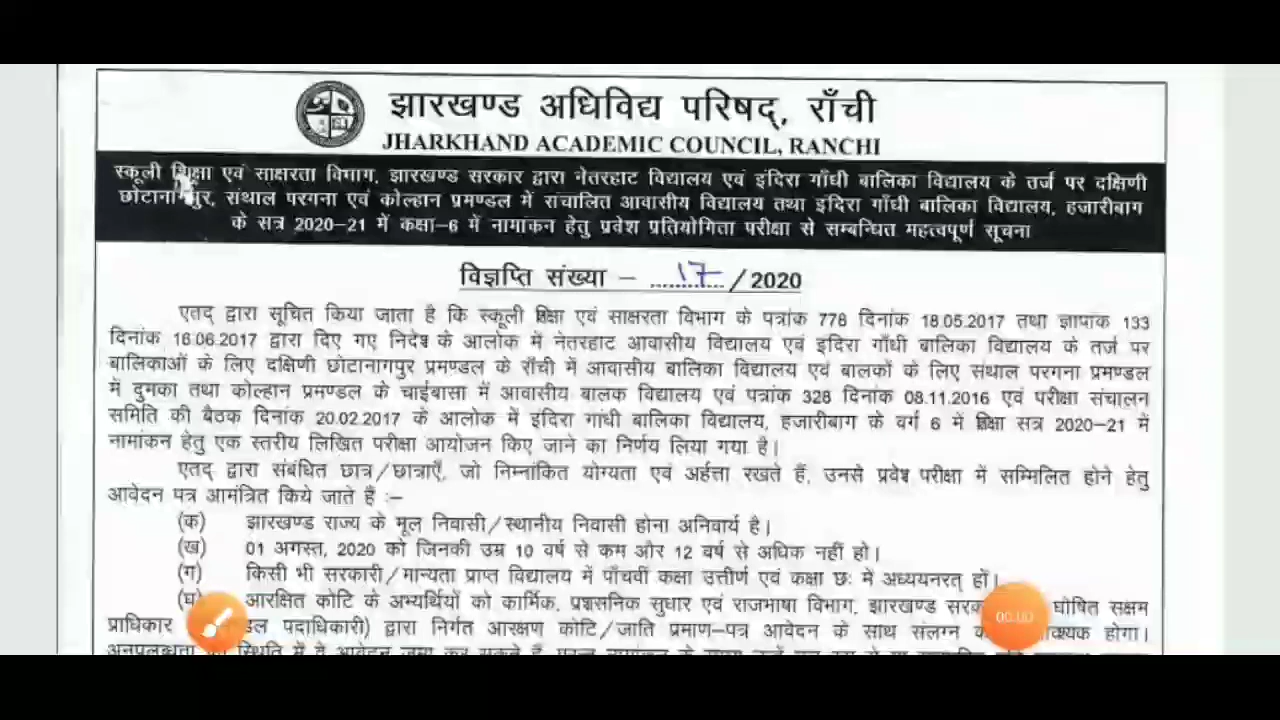 झारखण्ड अधिविद्य परिषद्, राँची
JHARKHAND ACADEMIC COUNCIL, RANCHI
स्कूली शिक्षा एवं साक्षरता विभाग, झारखण्ड सरकार द्वारा नेतरहाट विद्यालय एवं इंदिरा गाँधी बालिका विद्यालय के तर्ज पर दक्षिणी
छोटानागपुर, संथाल परगना एवं कोल्हान प्रमण्डल में संचालित आवासीय विद्यालय तथा इंदिरा गाँधी बालिका विद्यालय, हजारीबाग
के सत्र 2020-21 में कक्षा-6 में नामाकन हेतु प्रवेश प्रतियोगिता परीक्षा से सम्बन्धित महत्वपूर्ण सूचना
विज्ञप्ति संख्या – ....17..../2020
एतद् द्वारा सूचित किया जाता है कि स्कूली शिक्षा एवं साक्षरता विभाग के पत्रांक 778 दिनांक 18.05.2017 तथा ज्ञापांक 133
दिनांक 16.06.2017 द्वारा दिए गए निदेश के आलोक में नेतरहाट आवासीय विद्यालय एवं इंदिरा गाँधी बालिका विद्यालय के तर्ज पर
बालिकाओं के लिए दक्षिणी छोटानागपुर प्रमण्डल के राँची में आवासीय बालिका विद्यालय एवं बालकों के लिए संथाल परगना प्रमण्डल
में दुमका तथा कोल्हान प्रमण्डल के चाईबासा में आवासीय बालक विद्यालय एवं पत्रांक 328 दिनांक 08.11.2016 एवं परीक्षा संचालन
समिति की बैठक दिनांक 20.02.2017 के आलोक में इंदिरा गांधी बालिका विद्यालय, हजारीबाग के वर्ग 6 में शिक्षा सत्र 2020-21 में
नामांकन हेतु एक स्तरीय लिखित परीक्षा आयोजन किए जाने का निर्णय लिया गया है।
एतद् द्वारा संबंधित छात्र/छात्राएँ, जो निम्नांकित योग्यता एवं अर्हत्ता रखते हैं, उनसे प्रवेश परीक्षा में सम्मिलित होने हेतु
आवेदन पत्र आमंत्रित किये जाते हैं :–
(क) झारखण्ड राज्य के मूल निवासी/स्थानीय निवासी होना अनिवार्य है।
(ख) 01 अगस्त, 2020 को जिनकी उम्र 10 वर्ष से कम और 12 वर्ष से अधिक नहीं हो।
(ग) किसी भी सरकारी/मान्यता प्राप्त विद्यालय में पाँचवीं कक्षा उत्तीर्ण एवं कक्षा छः में अध्ययनरत् हों।
(घ) आरक्षित कोटि के अभ्यर्थियों को कार्मिक, प्रशासनिक सुधार एवं राजभाषा विभाग, झारखण्ड घोषित सक्षम
प्राधिकार पदाधिकारी) द्वारा निर्गत आरक्षण कोटि/जाति प्रमाण-पत्र आवेदन के साथ संलग्न होगा।
00:00